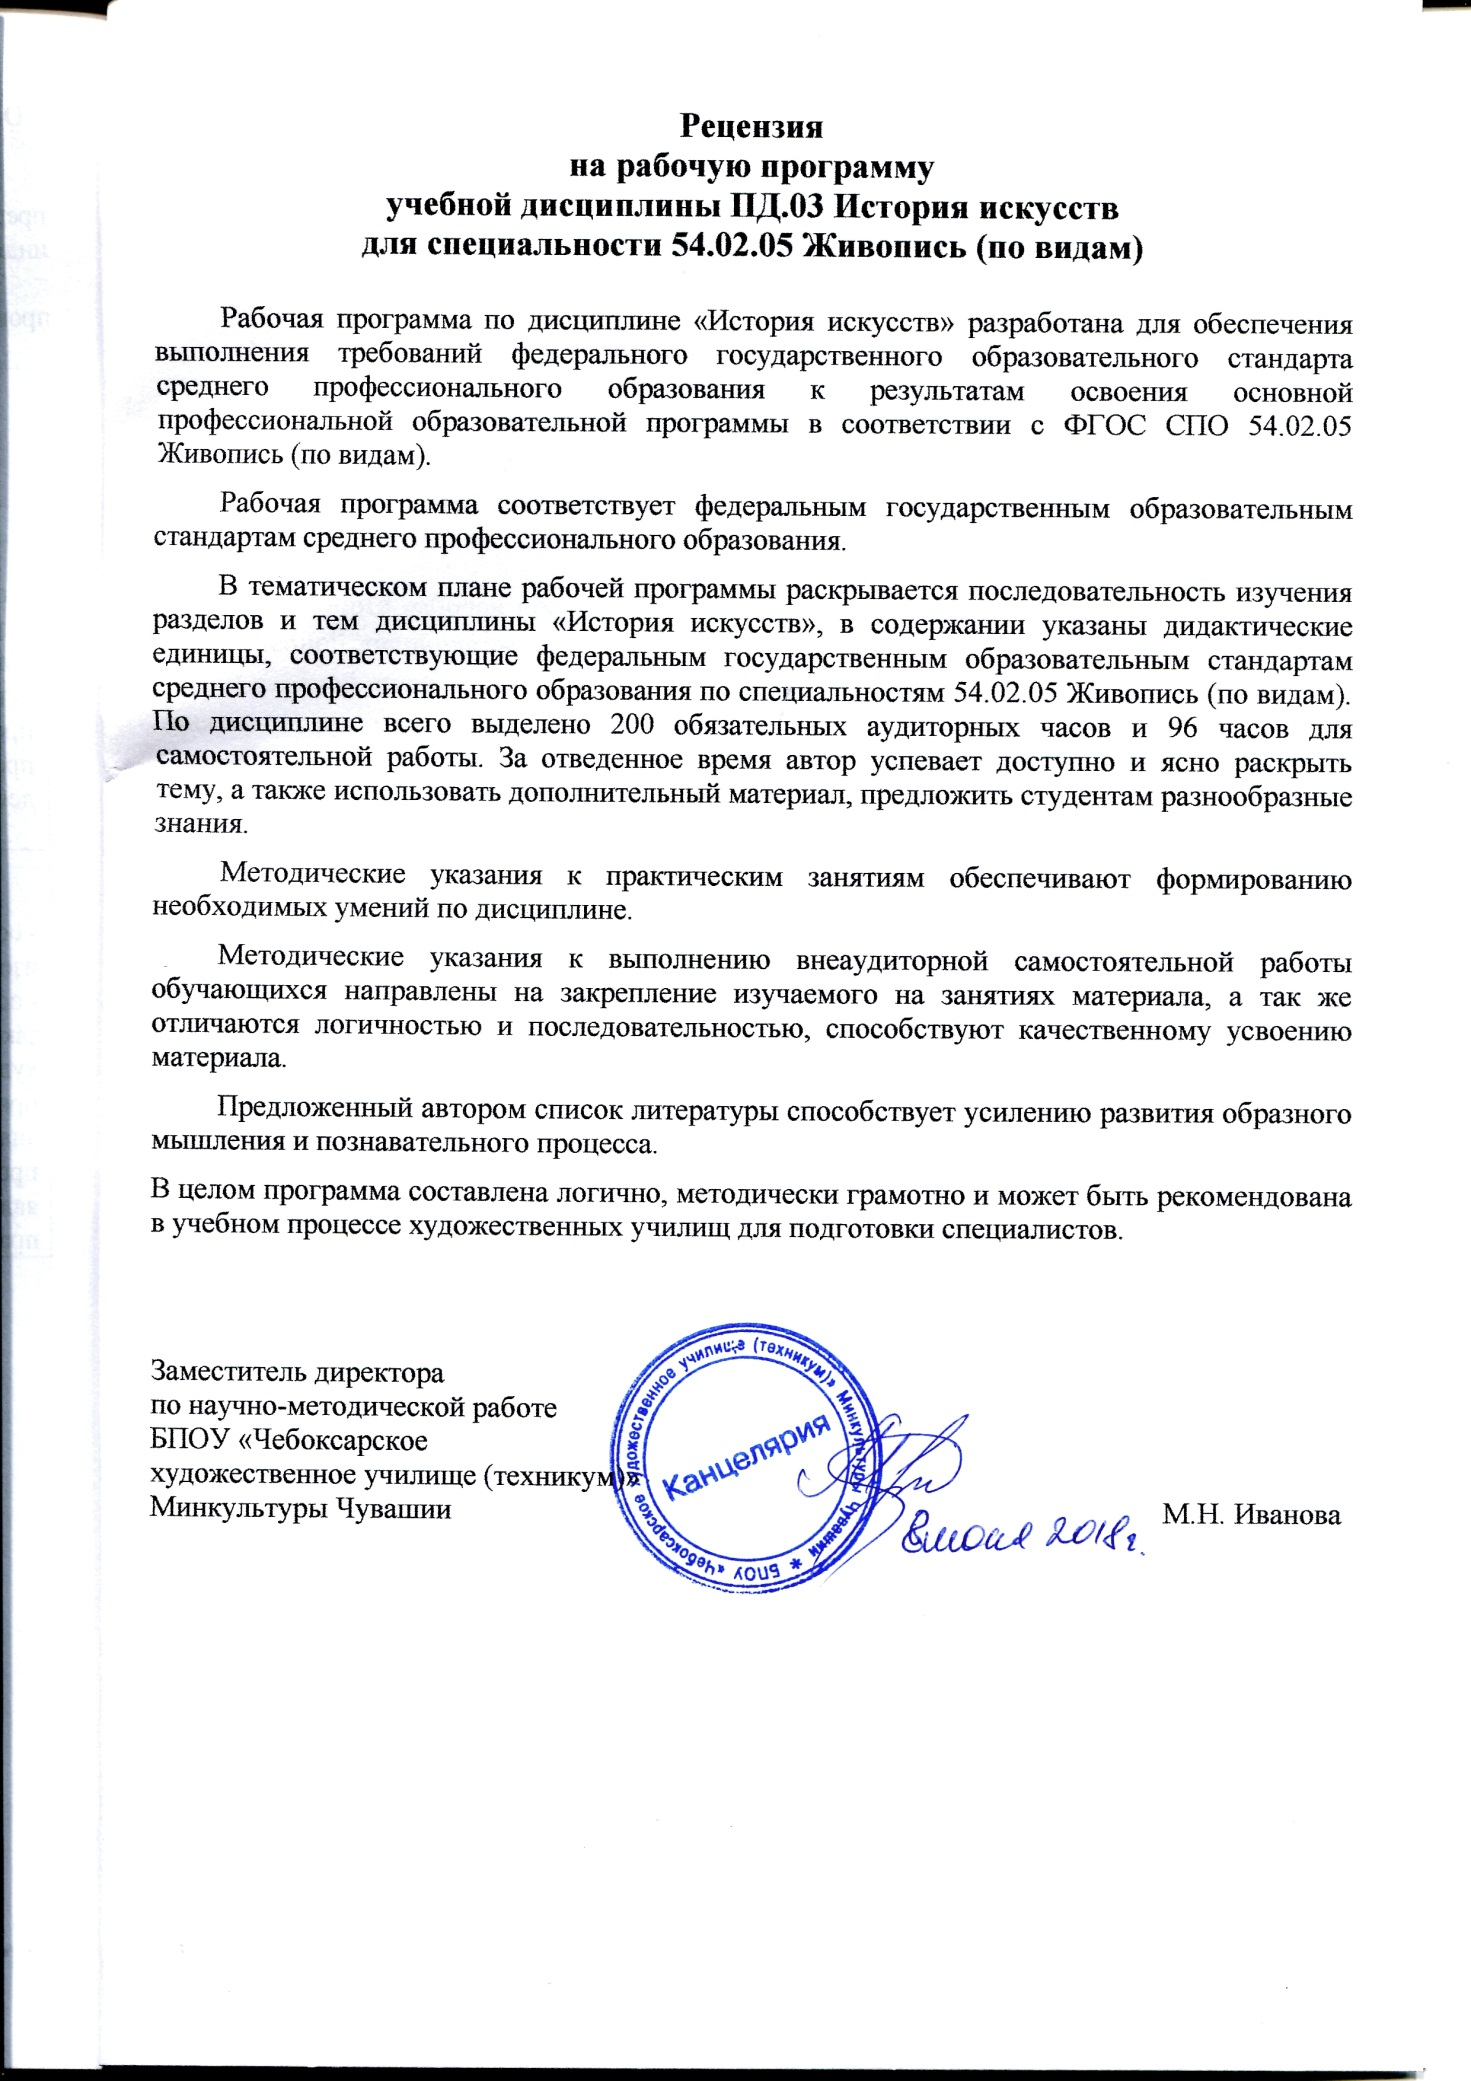 Рецензия
на рабочую программу
учебной дисциплины ПД.03 История искусств
для специальности 54.02.05 Живопись (по видам)
Рабочая программа по дисциплине «История искусств» разработана для обеспечения
выполнения требований федерального государственного образовательного стандарта
среднего профессионального образования к результатам освоения основной
профессиональной образовательной программы в соответствии с ФГОС СПО 54.02.05
Живопись (по видам).
Рабочая программа соответствует федеральным государственным образовательным
стандартам среднего профессионального образования.
В тематическом плане рабочей программы раскрывается последовательность изучения
разделов и тем дисциплины «История искусств», в содержании указаны дидактические
единицы, соответствующие федеральным государственным образовательным стандартам
среднего профессионального образования по специальностям 54.02.05 Живопись (по видам).
По дисциплине всего выделено 200 обязательных аудиторных часов и 96 часов для
самостоятельной работы. За отведенное время автор успевает доступно и ясно раскрыть
тему, а также использовать дополнительный материал, предложить студентам разнообразные
знания.
Методические указания к практическим занятиям обеспечивают формированию
необходимых умений по дисциплине.
Методические указания к выполнению внеаудиторной самостоятельной работы
обучающихся направлены на закрепление изучаемого на занятиях материала, а так же
отличаются логичностью и последовательностью, способствуют качественному усвоению
материала.
Предложенный автором список литературы способствует усилению развития образного
мышления и познавательного процесса.
В целом программа составлена логично, методически грамотно и может быть рекомендована
в учебном процессе художественных училищ для подготовки специалистов.
Заместитель директора
по научно-методической работе
БПОУ «Чебоксарское
художественное училище (техникум)»
Минкультуры Чувашии
М.Н. Иванова
БПОУ «Чебоксарское художественное училище (техникум)» Минкультуры Чувашии *
Канцелярия
8 июня 2018 г.